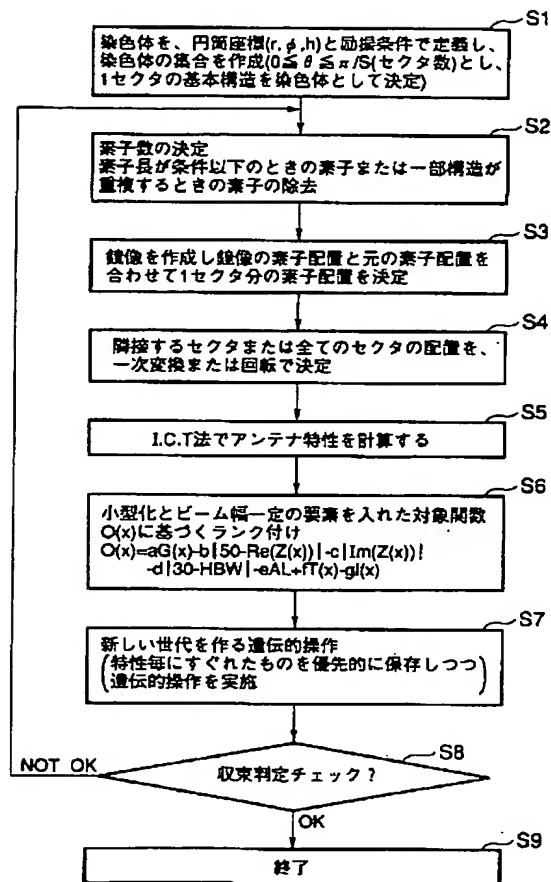 S1
染色体を、円筒座標(r, φ,h)と励振条件で定義し、
染色体の集合を作成(0≦θ≦π/S(セクタ数)とし、
1セクタの基本構造を染色体として決定)
S2
素子数の決定
素子長が条件以下のときの素子または一部構造が
重複するときの素子の除去
S3
鏡像を作成し鏡像の素子配置と元の素子配置を
合わせて1セクタ分の素子配置を決定
S4
隣接するセクタまたは全てのセクタの配置を、
一次変換または回転で決定
S5
I.C.T法でアンテナ特性を計算する
S6
小型化とビーム幅一定の要素を入れた対象関数
O(x)に基づくランク付け
O(x)=aG(x)-b|50-Re(Z(x))|-c|Im(Z(x))|
-d|30-HBW|-eAL+fT(x)-gI(x)
S7
新しい世代を作る遺伝的操作
(特性毎にすぐれたものを優先的に保存しつつ
遺伝的操作を実施)
S8
収束判定チェック?
NOT OK
OK
S9
終了